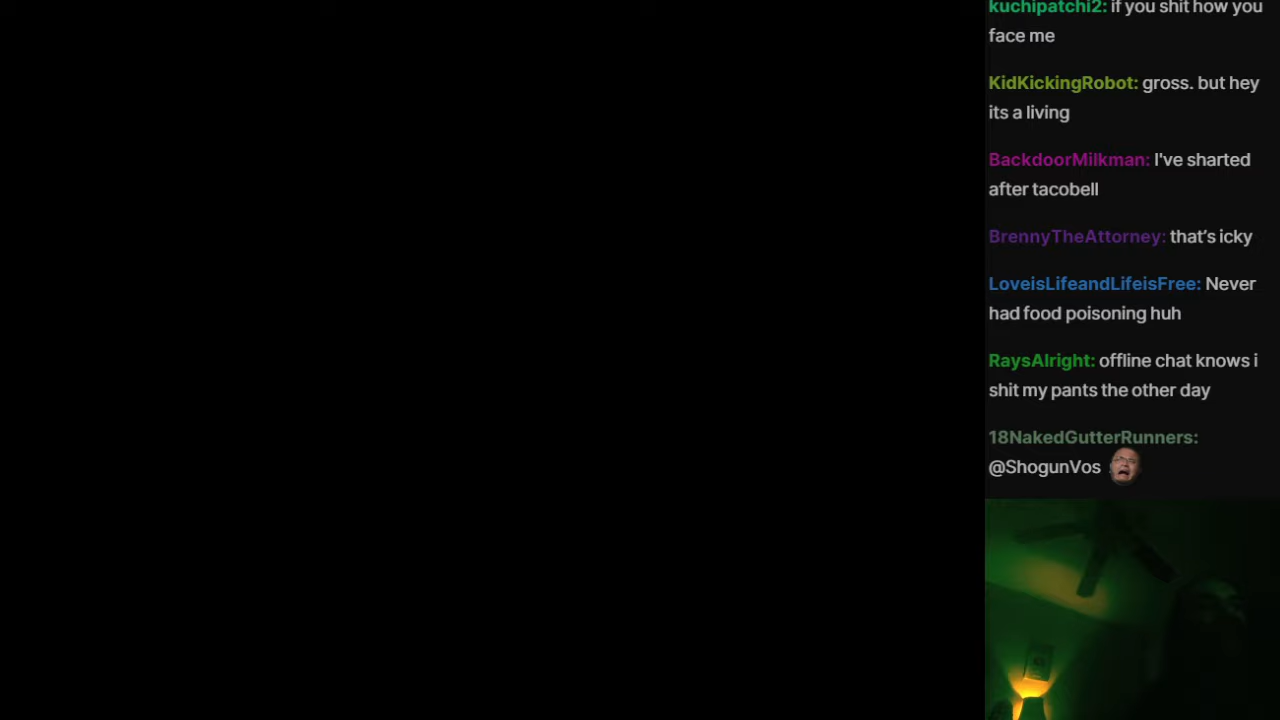 kuchipatchi2: if you shit how you
face me
KidKickingRobot: gross. but hey
its a living
BackdoorMilkman: I've sharted
after tacobell
BrennyTheAttorney: that's icky
LoveisLifeandLifeisFree: Never
had food poisoning huh
RaysAlright: offline chat knows i
shit my pants the other day
18NakedGutterRunners:
@ShogunVos